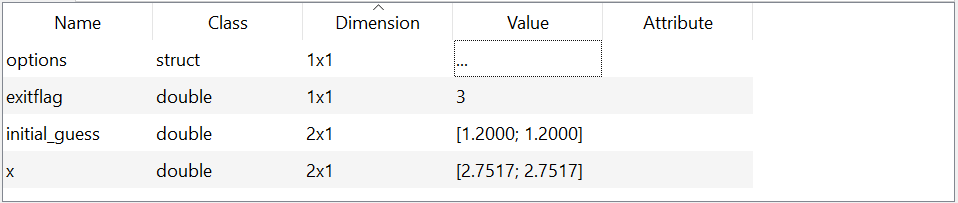 Name Class Dimension Value Attribute
options struct 1x1 ...
exitflag double 1x1 3
initial_guess double 2x1 [1.2000; 1.2000]
x double 2x1 [2.7517; 2.7517]